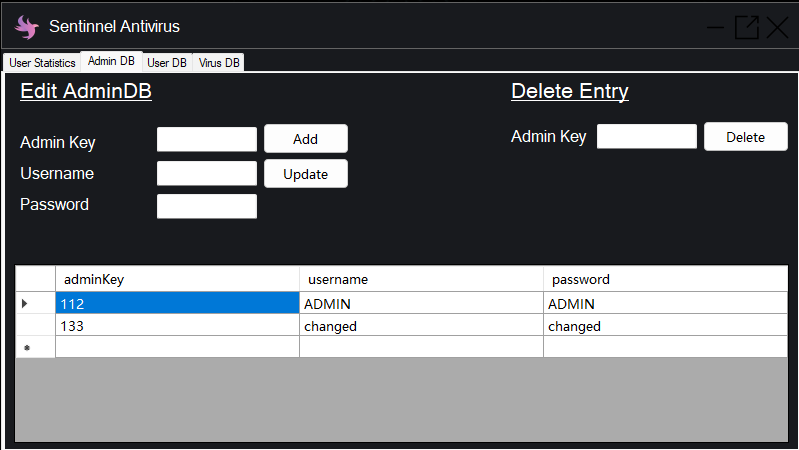 Sentinnel Antivirus
User Statistics Admin DB User DB Virus DB
Edit AdminDB Delete Entry
Admin Key Add Admin Key Delete
Username Update
Password
adminKey username password
112 ADMIN ADMIN
133 changed changed